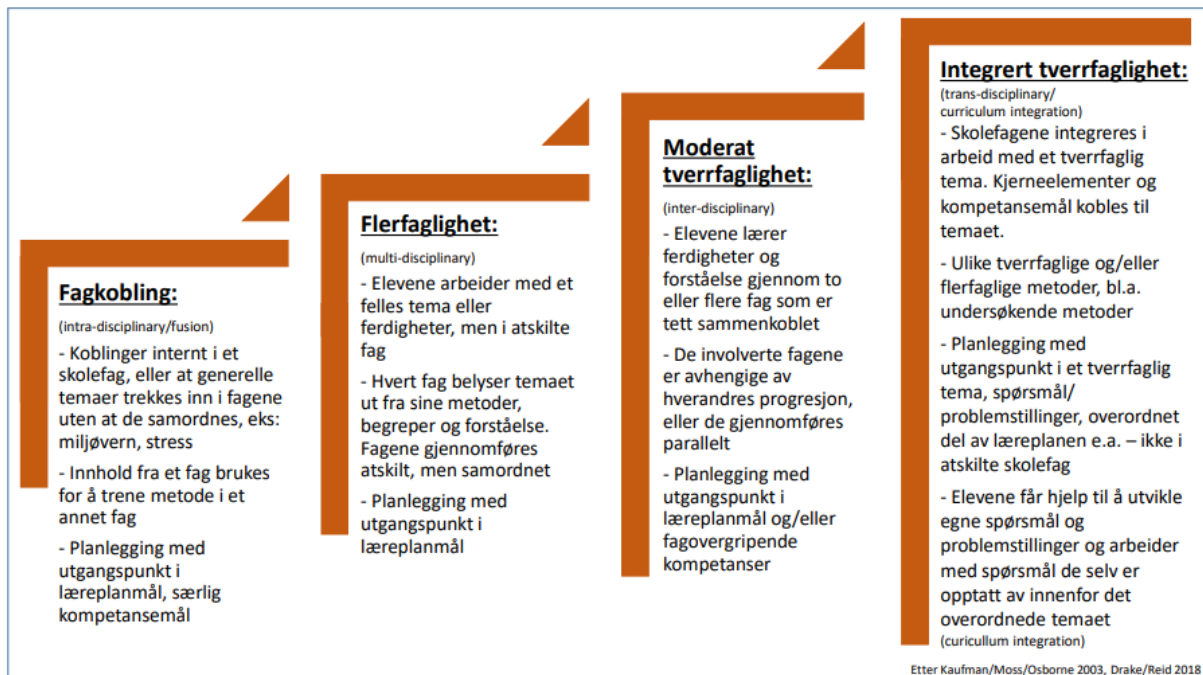 Fagkobling:
(intra-disciplinary/fusion)
- Koblinger internt i et
skolefag, eller at generelle
temaer trekkes inn i fagene
uten at de samordnes, eks:
miljøvern, stress
- Innhold fra et fag brukes
for å trene metode i et
annet fag
- Planlegging med
utgangspunkt i
læreplanmål, særlig
kompetansemål
Flerfaglighet:
(multi-disciplinary)
- Elevene arbeider med et
felles tema eller
ferdigheter, men i atskilte
fag
- Hvert fag belyser temaet
ut fra sine metoder,
begreper og forståelse.
Fagene gjennomføres
atskilt, men samordnet
- Planlegging med
utgangspunkt i
læreplanmål
Moderat
tverrfaglighet:
(inter-disciplinary)
- Elevene lærer
ferdigheter og
forståelse gjennom to
eller flere fag som er
tett sammenkoblet
- De involverte fagene
er avhengige av
hverandres progresjon,
eller de gjennomføres
parallelt
- Planlegging med
utgangspunkt i
læreplanmål og/eller
fagovergripende
kompetanser
Integrert tverrfaglighet:
(trans-disciplinary/
curriculum integration)
- Skolefagene integreres i
arbeid med et tverrfaglig
tema. Kjerneelementer og
kompetansemål kobles til
temaet.
- Ulike tverrfaglige og/eller
flerfaglige metoder, bl.a.
undersøkende metoder
- Planlegging med
utgangspunkt i et tverrfaglig
tema, spørsmål/
problemstillinger, overordnet
del av læreplanen e.a. – ikke i
atskilte skolefag
- Elevene får hjelp til å utvikle
egne spørsmål og
problemstillinger og arbeider
med spørsmål de selv er
opptatt av innenfor det
overordnede temaet
(curicullum integration)
Etter Kaufman/Moss/Osborne 2003, Drake/Reid 2018